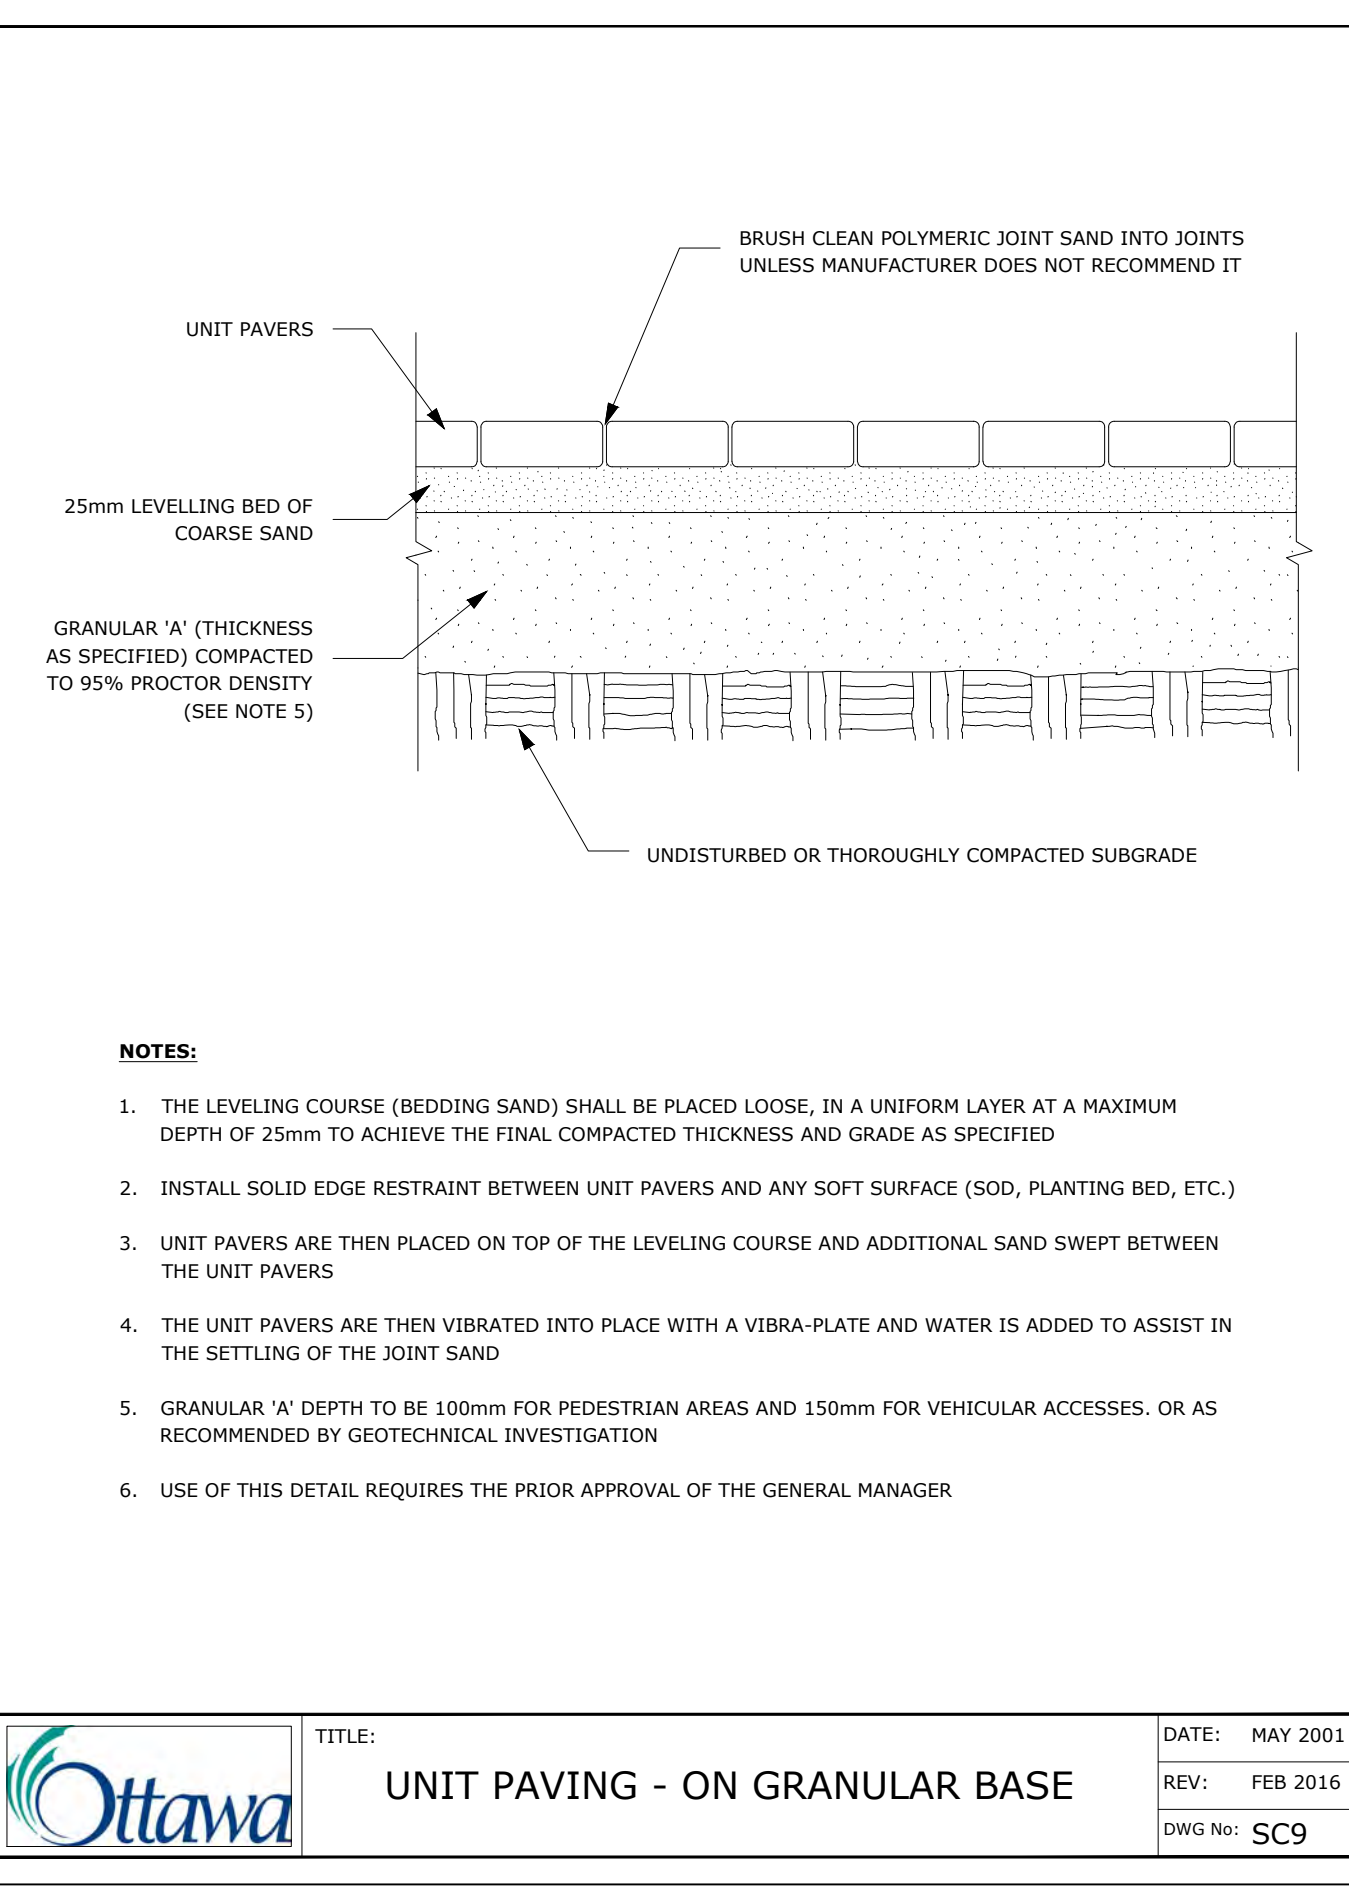 BRUSH CLEAN POLYMERIC JOINT SAND INTO JOINTS
UNLESS MANUFACTURER DOES NOT RECOMMEND IT
UNIT PAVERS
25mm LEVELLING BED OF
COARSE SAND
GRANULAR 'A' (THICKNESS
AS SPECIFIED) COMPACTED
TO 95% PROCTOR DENSITY
(SEE NOTE 5)
UNDISTURBED OR THOROUGHLY COMPACTED SUBGRADE
NOTES:
1. THE LEVELING COURSE (BEDDING SAND) SHALL BE PLACED LOOSE, IN A UNIFORM LAYER AT A MAXIMUM
DEPTH OF 25mm TO ACHIEVE THE FINAL COMPACTED THICKNESS AND GRADE AS SPECIFIED
2. INSTALL SOLID EDGE RESTRAINT BETWEEN UNIT PAVERS AND ANY SOFT SURFACE (SOD, PLANTING BED, ETC.)
3. UNIT PAVERS ARE THEN PLACED ON TOP OF THE LEVELING COURSE AND ADDITIONAL SAND SWEPT BETWEEN
THE UNIT PAVERS
4. THE UNIT PAVERS ARE THEN VIBRATED INTO PLACE WITH A VIBRA-PLATE AND WATER IS ADDED TO ASSIST IN
THE SETTLING OF THE JOINT SAND
5. GRANULAR 'A' DEPTH TO BE 100mm FOR PEDESTRIAN AREAS AND 150mm FOR VEHICULAR ACCESSES. OR AS
RECOMMENDED BY GEOTECHNICAL INVESTIGATION
6. USE OF THIS DETAIL REQUIRES THE PRIOR APPROVAL OF THE GENERAL MANAGER
Ottawa
TITLE:
UNIT PAVING - ON GRANULAR BASE
DATE: MAY 2001
REV: FEB 2016
DWG No: SC9